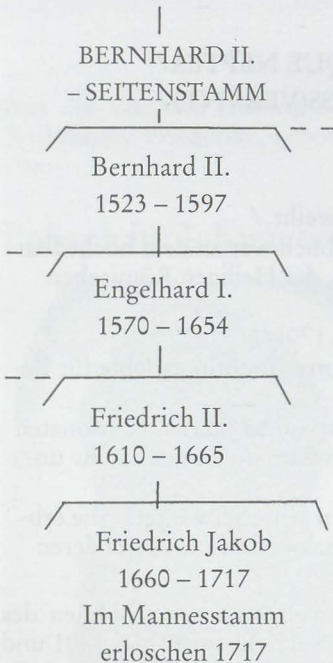 BERNHARD II.
– SEITENSTAMM
Bernhard II.
1523 – 1597
Engelhard I.
1570 – 1654
Friedrich II.
1610 – 1665
Friedrich Jakob
1660 – 1717
Im Mannesstamm
erloschen 1717